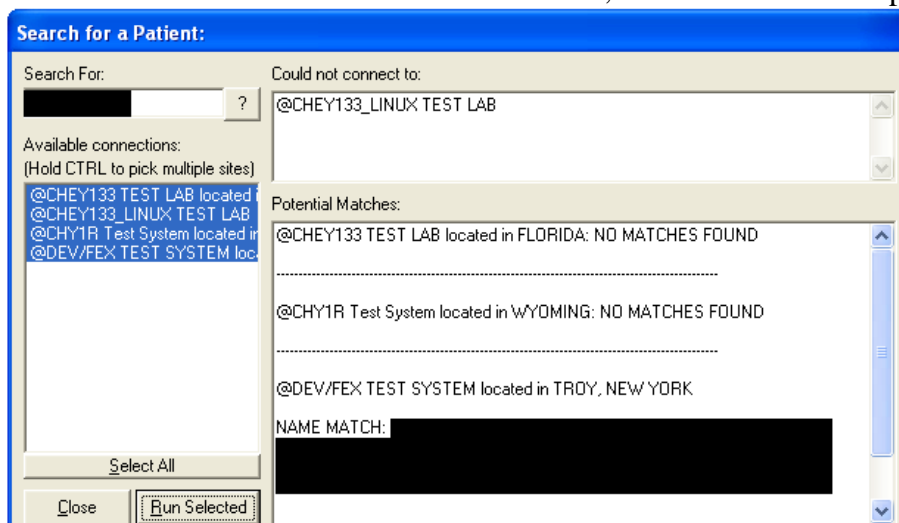 Search for a Patient:
Search For:
?
Available connections:
(Hold CTRL to pick multiple sites)
@CHEY133 TEST LAB located i
@CHEY133_LINUX TEST LAB
@CHY1R Test System located in
@DEV/FEX TEST SYSTEM loc
Select All
Close
Run Selected
Could not connect to:
@CHEY133_LINUX TEST LAB
Potential Matches:
@CHEY133 TEST LAB located in FLORIDA: NO MATCHES FOUND
--------------------------------------------------------------------------------
@CHY1R Test System located in WYOMING: NO MATCHES FOUND
--------------------------------------------------------------------------------
@DEV/FEX TEST SYSTEM located in TROY, NEW YORK
NAME MATCH: